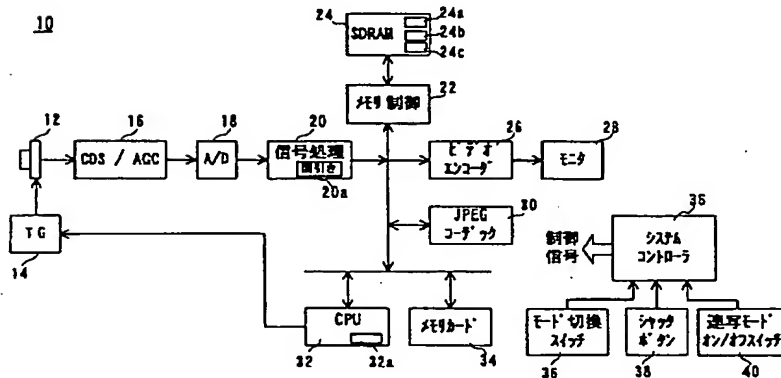 10
24
SDRAM
24a
24b
24c
22
メモリ制御
12
16
18
20
26
28
CDS / AGC
A/D
信号処理
間引き
20a
ビデオ
エンコーダ
モニタ
TG
14
JPEG
コーデック
30
制御
信号
35
システム
コントローラ
CPU
32
32a
メモリカード
34
モード切換
スイッチ
36
シャッタ
ボタン
38
速写モード
オン/オフスイッチ
40